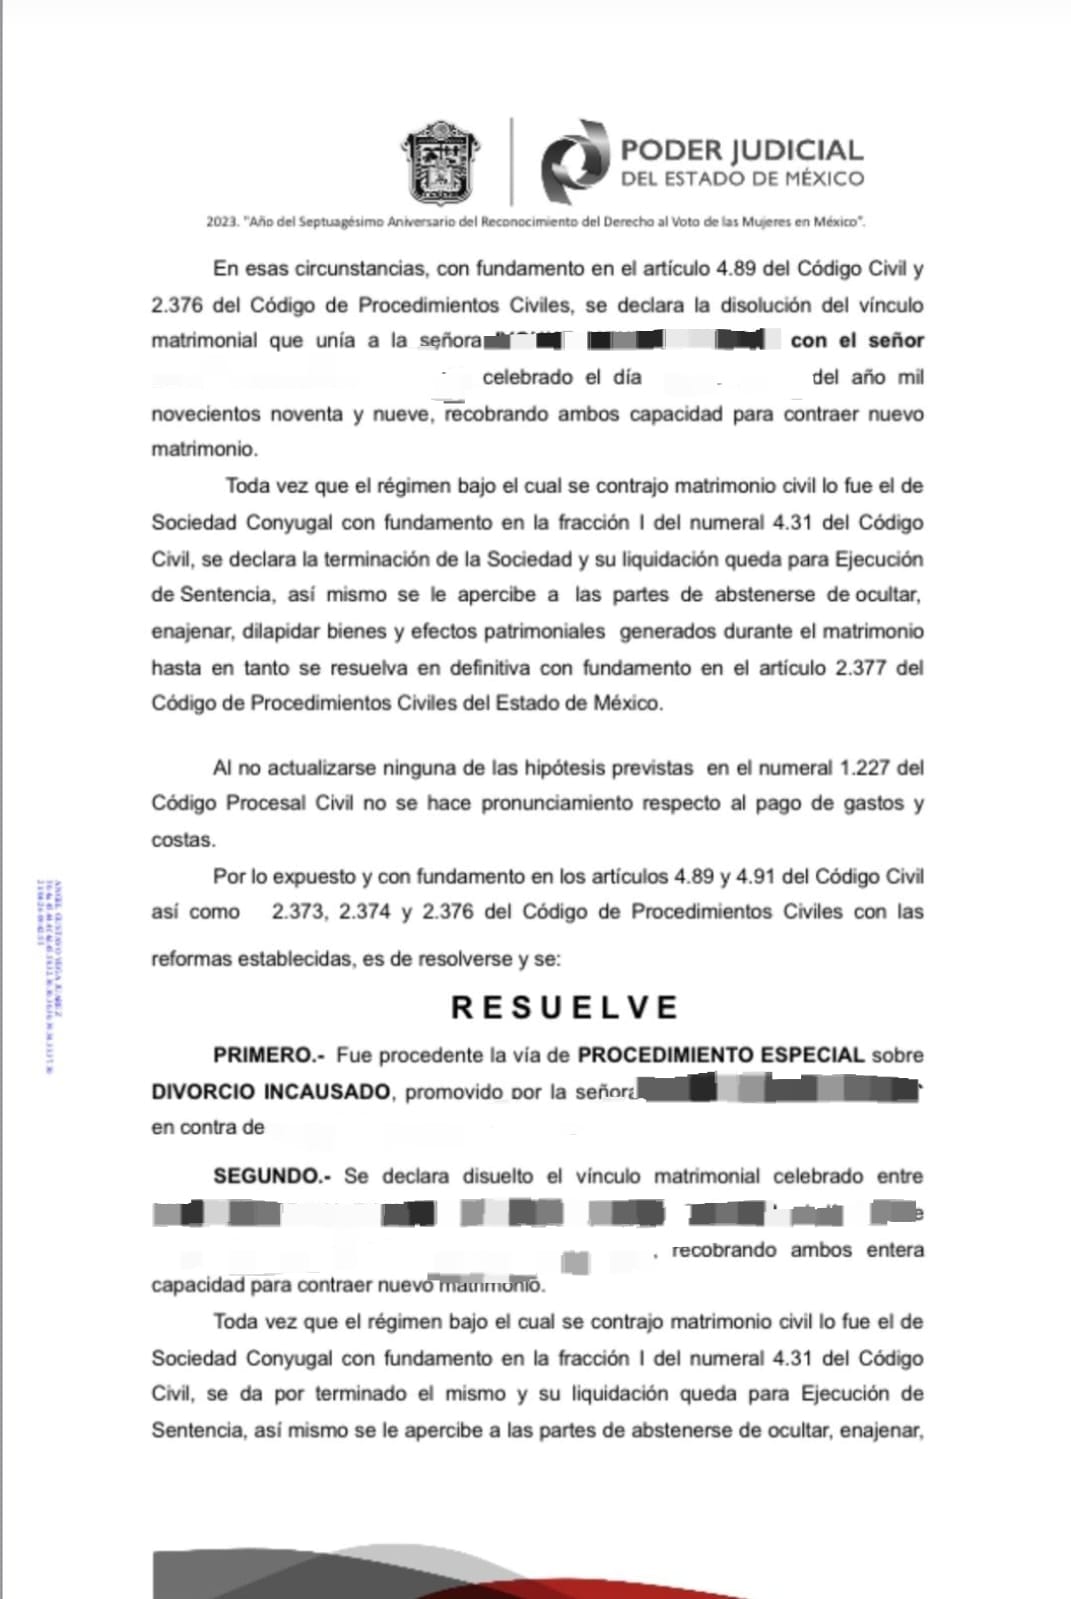 PODER JUDICIAL
DEL ESTADO DE MÉXICO
2023. "Año del Septuagésimo Aniversario del Reconocimiento del Derecho al Voto de las Mujeres en México".
En esas circunstancias, con fundamento en el artículo 4.89 del Código Civil y
2.376 del Código de Procedimientos Civiles, se declara la disolución del vínculo
matrimonial que unía a la señora con el señor
celebrado el día del año mil
novecientos noventa y nueve, recobrando ambos capacidad para contraer nuevo
matrimonio.
Toda vez que el régimen bajo el cual se contrajo matrimonio civil lo fue el de
Sociedad Conyugal con fundamento en la fracción I del numeral 4.31 del Código
Civil, se declara la terminación de la Sociedad y su liquidación queda para Ejecución
de Sentencia, así mismo se le apercibe a las partes de abstenerse de ocultar,
enajenar, dilapidar bienes y efectos patrimoniales generados durante el matrimonio
hasta en tanto se resuelva en definitiva con fundamento en el artículo 2.377 del
Código de Procedimientos Civiles del Estado de México.
Al no actualizarse ninguna de las hipótesis previstas en el numeral 1.227 del
Código Procesal Civil no se hace pronunciamiento respecto al pago de gastos y
costas.
Por lo expuesto y con fundamento en los artículos 4.89 y 4.91 del Código Civil
así como 2.373, 2.374 y 2.376 del Código de Procedimientos Civiles con las
reformas establecidas, es de resolverse y se:
R E S U E L V E
PRIMERO.- Fue procedente la vía de PROCEDIMIENTO ESPECIAL sobre
DIVORCIO INCAUSADO, promovido por la señora
en contra de
SEGUNDO.- Se declara disuelto el vínculo matrimonial celebrado entre
, recobrando ambos entera
capacidad para contraer nuevo matrimonio.
Toda vez que el régimen bajo el cual se contrajo matrimonio civil lo fue el de
Sociedad Conyugal con fundamento en la fracción I del numeral 4.31 del Código
Civil, se da por terminado el mismo y su liquidación queda para Ejecución de
Sentencia, así mismo se le apercibe a las partes de abstenerse de ocultar, enajenar,